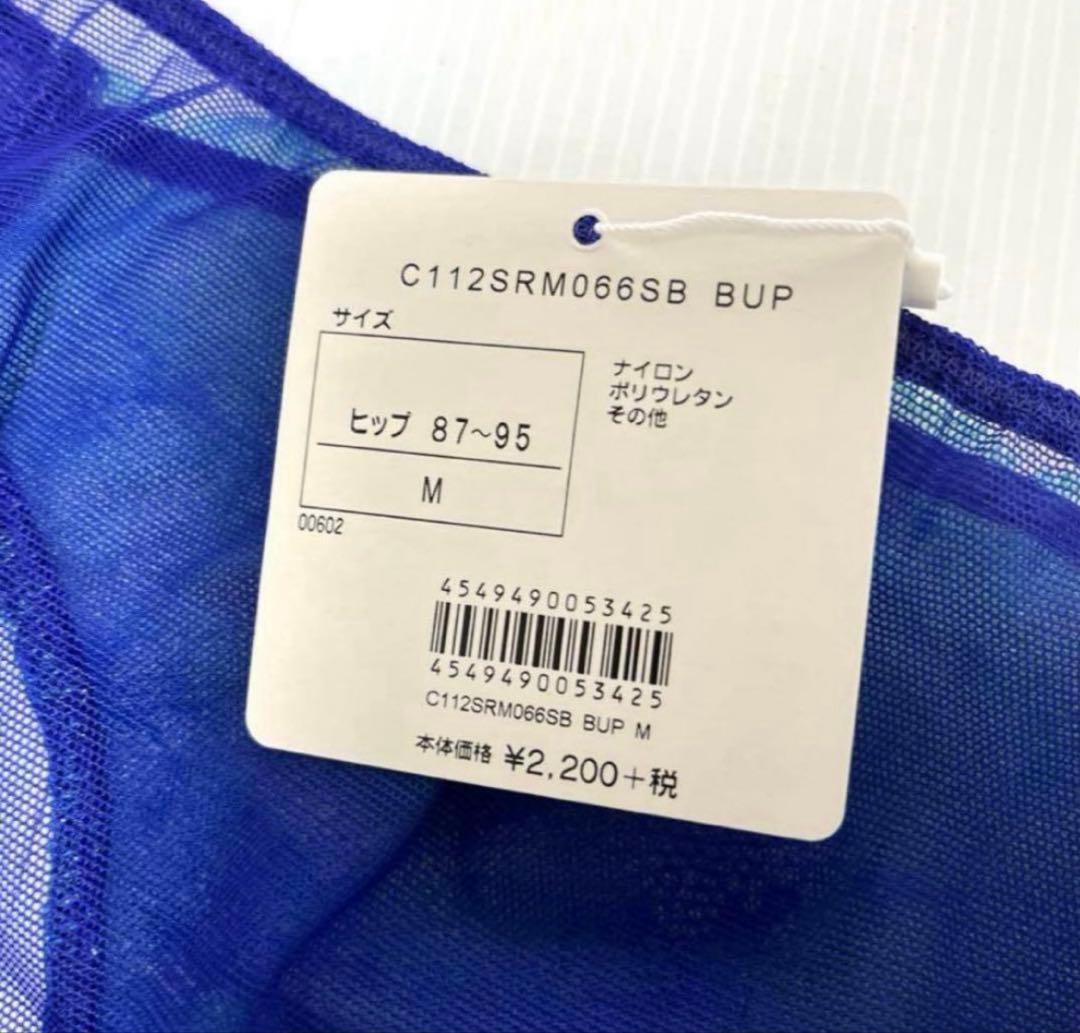 C112SRM066SB BUP
サイズ
ヒップ 87~95
M
00602
ナイロン
ポリウレタン
その他
4549490053425
4549490053425
C112SRM066SB BUP M
本体価格 ¥2,200+税